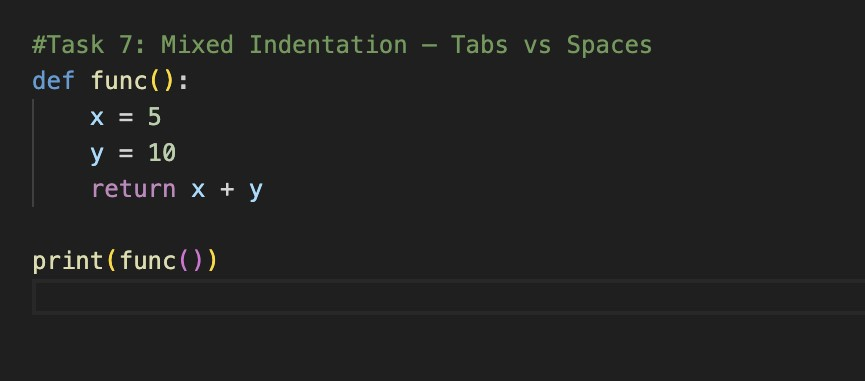 #Task 7: Mixed Indentation – Tabs vs Spaces
def func():
    x = 5
    y = 10
    return x + y

print(func())